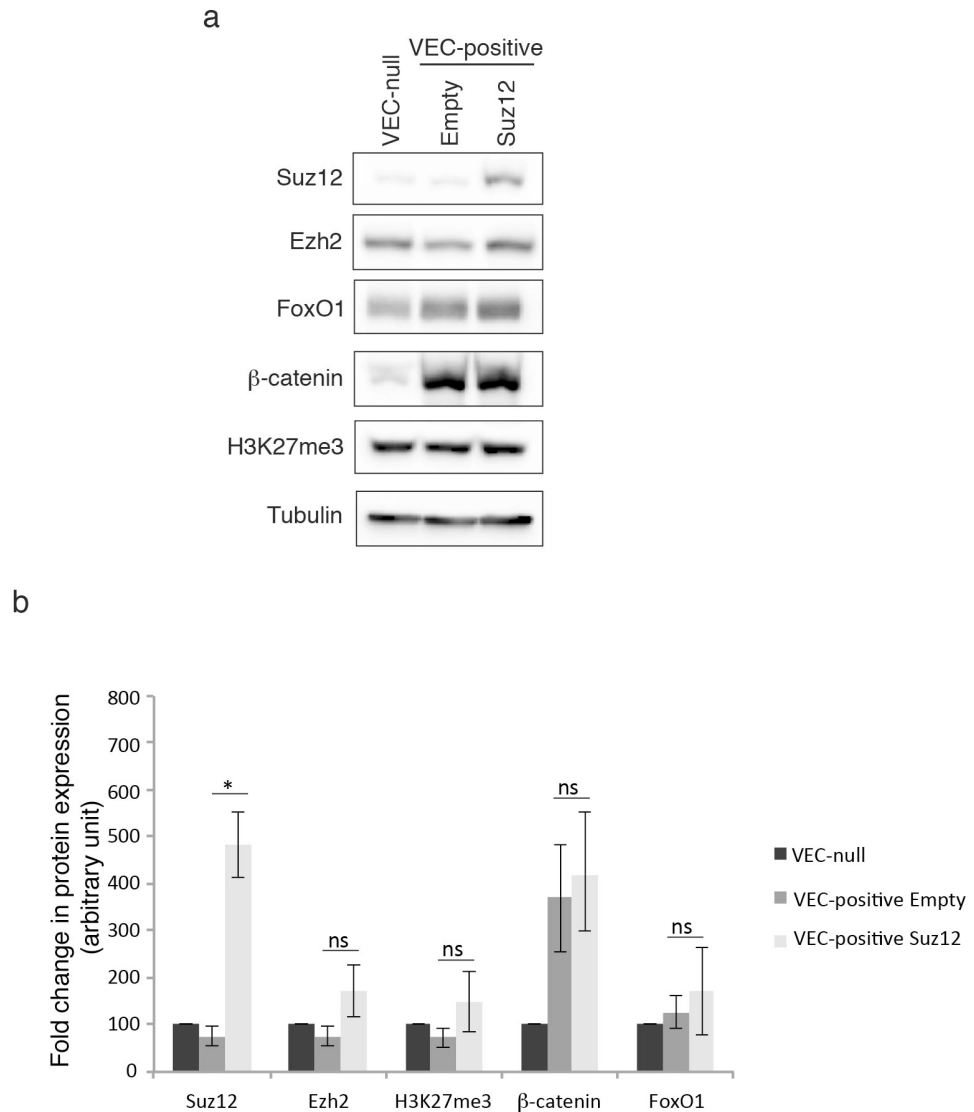 a
VEC-positive
VEC-null
Empty
Suz12
Suz12
Ezh2
FoxO1
β-catenin
H3K27me3
Tubulin
b
Fold change in protein expression
(arbitrary unit)
800
700
600
500
400
300
200
100
0
*
ns
ns
ns
ns
Suz12 Ezh2 H3K27me3 β-catenin FoxO1
VEC-null
VEC-positive Empty
VEC-positive Suz12